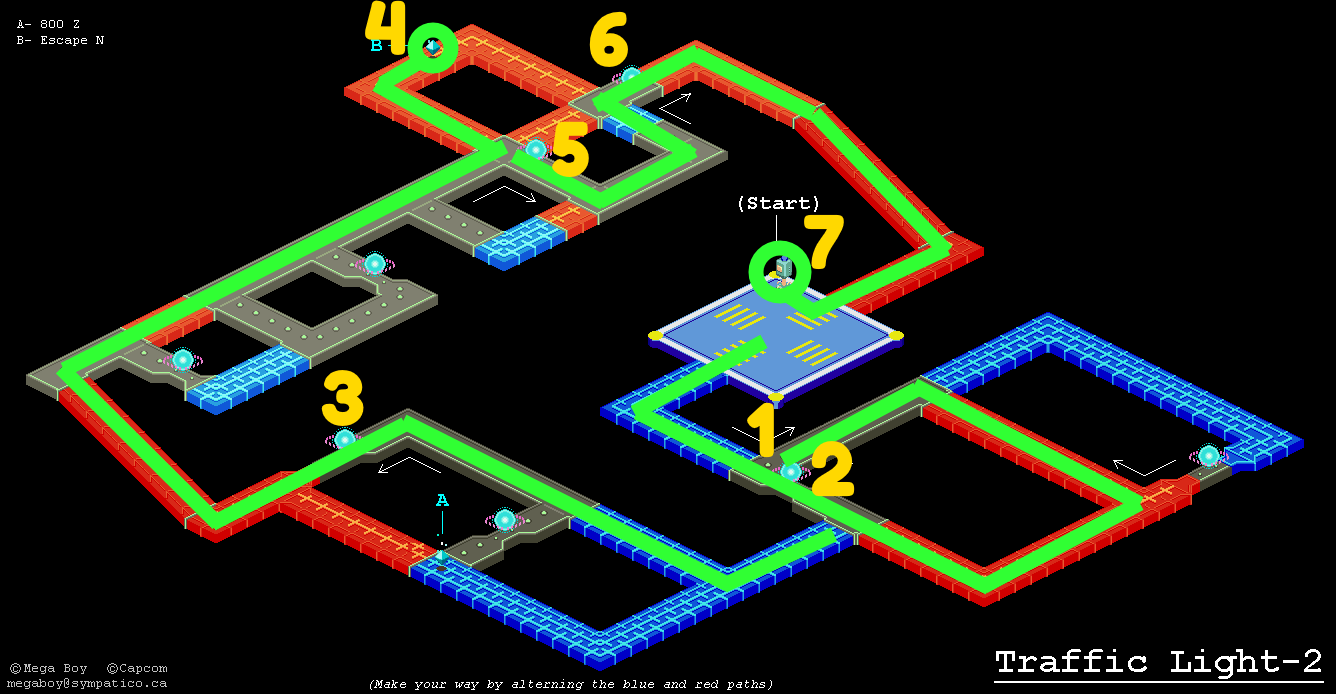 A- 800 Z
B- Escape N
4
B
6
5
(Start)
7
3
1
2
A
Traffic Light-2
©Mega Boy ©Capcom
megaboy@sympatico.ca
(Make your way by alterning the blue and red paths)